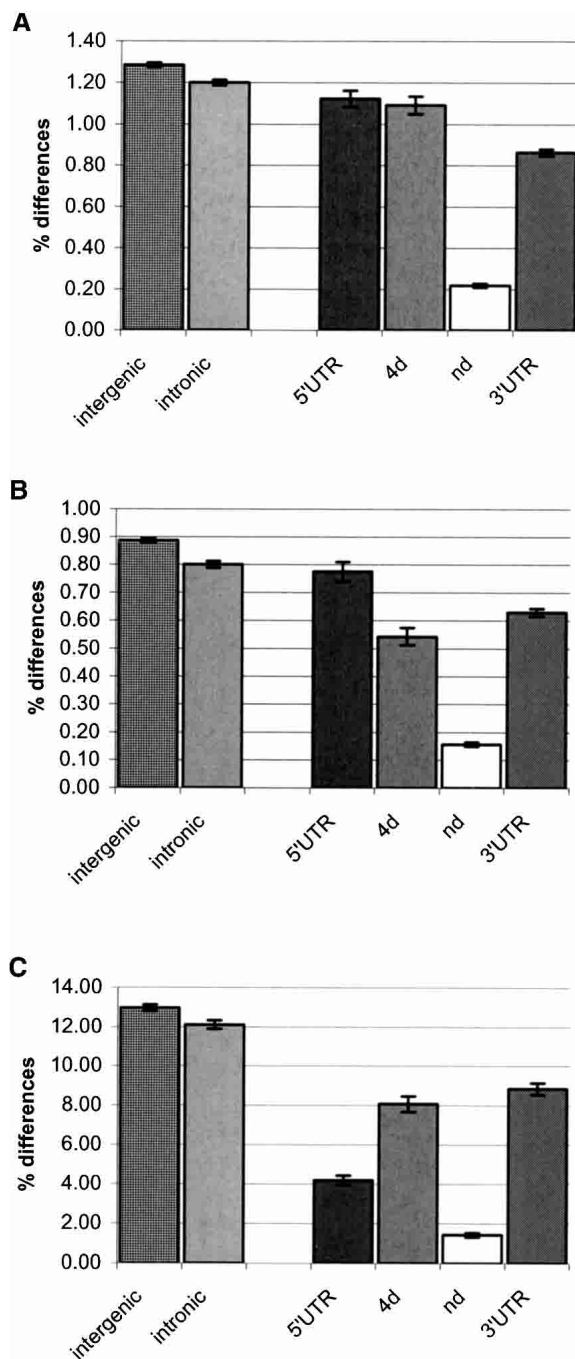 A
1.40
1.20
1.00
0.80
0.60
0.40
0.20
0.00
% differences
intergenic
intronic
5'UTR
4d
nd
3'UTR
B
1.00
0.90
0.80
0.70
0.60
0.50
0.40
0.30
0.20
0.10
0.00
% differences
intergenic
intronic
5'UTR
4d
nd
3'UTR
C
14.00
12.00
10.00
8.00
6.00
4.00
2.00
0.00
% differences
intergenic
intronic
5'UTR
4d
nd
3'UTR